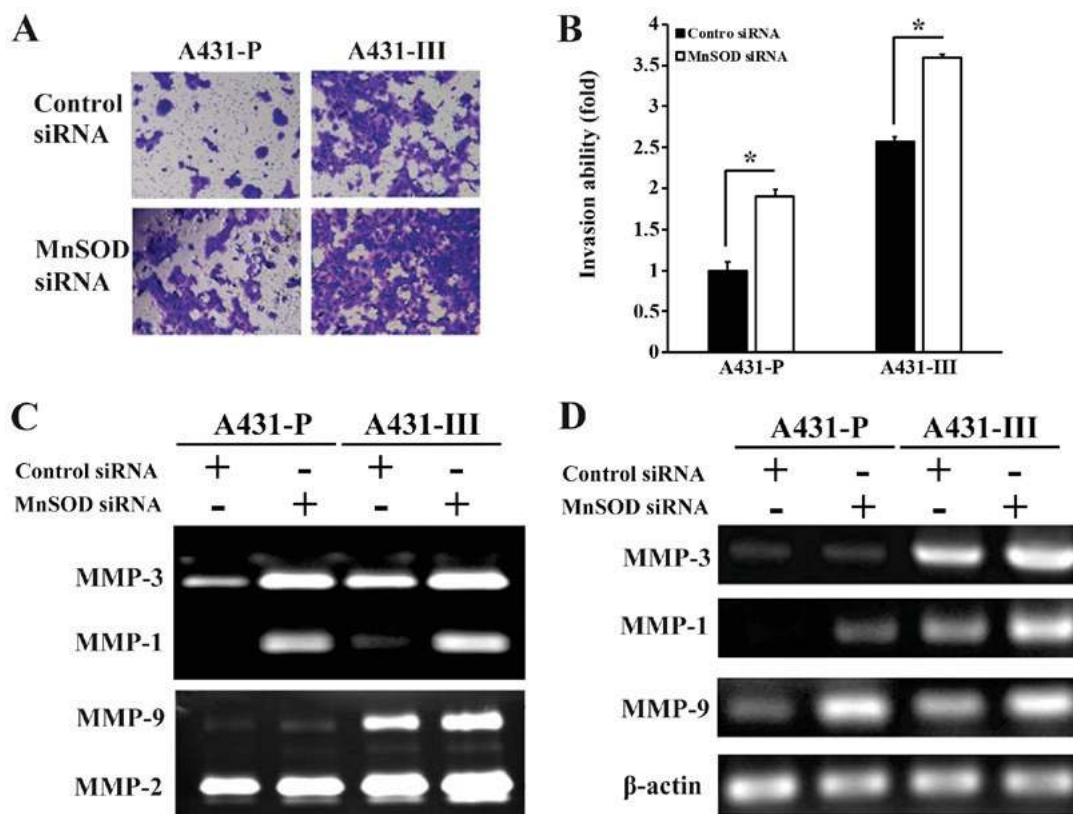 A
A431-P A431-III
Control
siRNA
MnSOD
siRNA
B
Contro siRNA
MnSOD siRNA
Invasion ability (fold)
4
3.5
3
2.5
2
1.5
1
0.5
0
*
*
A431-P A431-III
C
A431-P A431-III
Control siRNA + - + -
MnSOD siRNA - + - +
MMP-3
MMP-1
MMP-9
MMP-2
D
A431-P A431-III
Control siRNA + - + -
MnSOD siRNA - + - +
MMP-3
MMP-1
MMP-9
β-actin